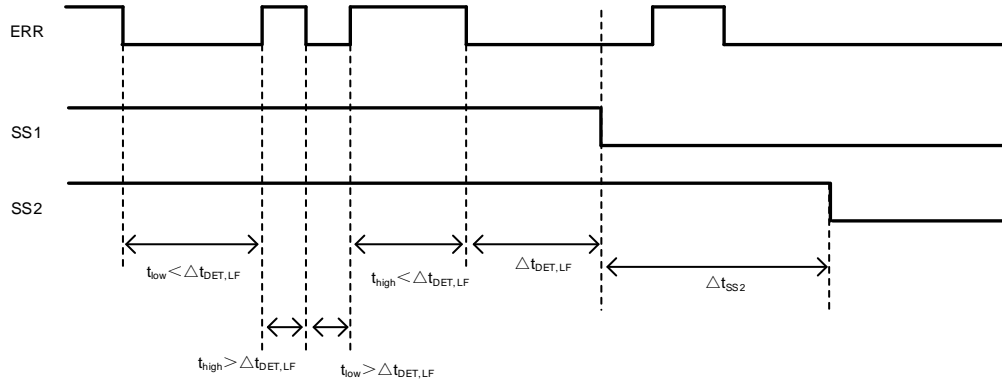 ERR
SS1
SS2
t_low＜△t_DET,LF
t_high＜△t_DET,LF
△t_DET,LF
△t_SS2
t_high＞△t_DET,LF
t_low＞△t_DET,LF